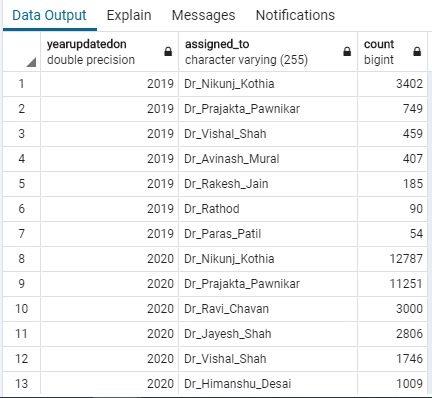 Data Output Explain Messages Notifications
yearupdatedon assigned_to count
double precision character varying (255) bigint
1 2019 Dr_Nikunj_Kothia 3402
2 2019 Dr_Prajakta_Pawnikar 749
3 2019 Dr_Vishal_Shah 459
4 2019 Dr_Avinash_Mural 407
5 2019 Dr_Rakesh_Jain 185
6 2019 Dr_Rathod 90
7 2019 Dr_Paras_Patil 54
8 2020 Dr_Nikunj_Kothia 12787
9 2020 Dr_Prajakta_Pawnikar 11251
10 2020 Dr_Ravi_Chavan 3000
11 2020 Dr_Jayesh_Shah 2806
12 2020 Dr_Vishal_Shah 1746
13 2020 Dr_Himanshu_Desai 1009